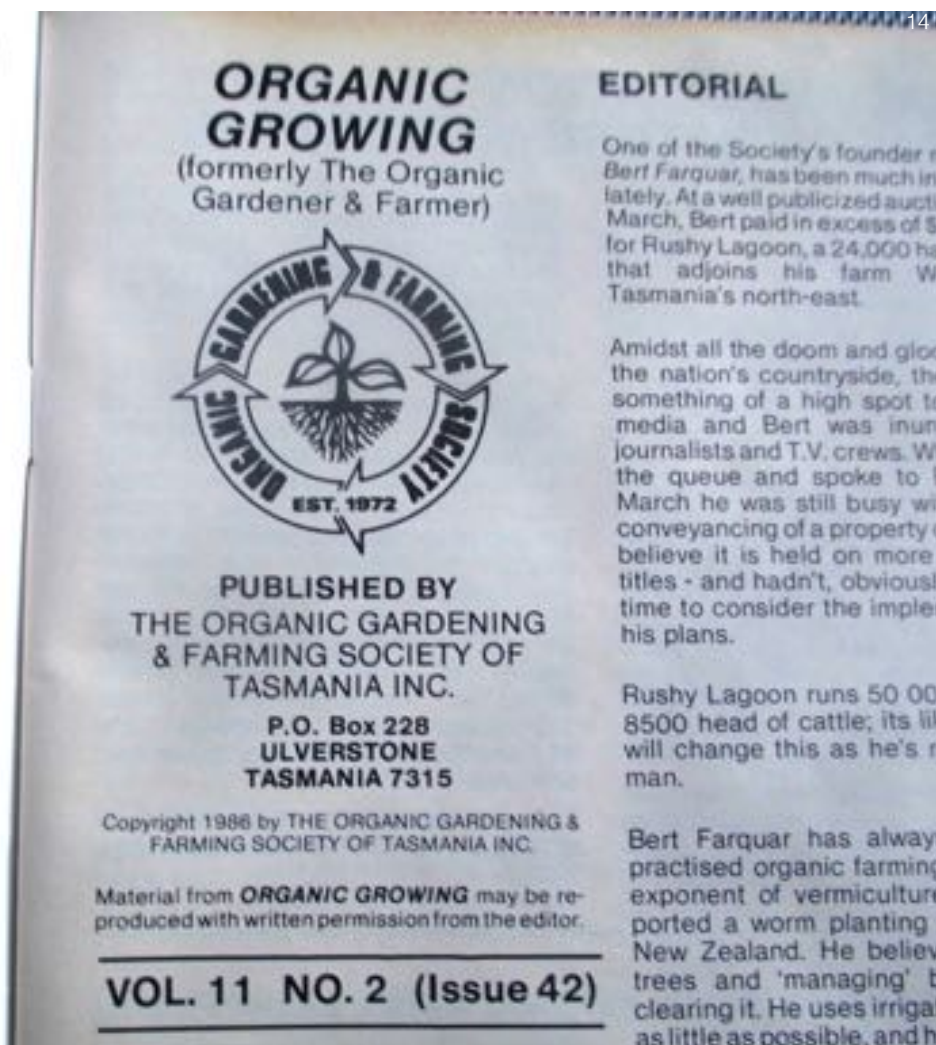 14
ORGANIC
GROWING
(formerly The Organic
Gardener & Farmer)
ORGANIC GARDENING & FARMING SOCIETY
EST. 1972
PUBLISHED BY
THE ORGANIC GARDENING
& FARMING SOCIETY OF
TASMANIA INC.
P.O. Box 228
ULVERSTONE
TASMANIA 7315
Copyright 1986 by THE ORGANIC GARDENING &
FARMING SOCIETY OF TASMANIA INC.
Material from ORGANIC GROWING may be re-
produced with written permission from the editor.
VOL. 11 NO. 2 (Issue 42)
EDITORIAL
One of the Society's founder
Bert Farquar, has been much in
lately. At a well publicized
March, Bert paid in excess of
for Rushy Lagoon, a 24,000
that adjoins his farm
Tasmania's north-east.
Amidst all the doom and
the nation's countryside,
something of a high spot
media and Bert was
journalists and T.V. crews.
the queue and spoke to
March he was still busy
conveyancing of a property
believe it is held on more
titles - and hadn't,
time to consider the
his plans.
Rushy Lagoon runs 50
8500 head of cattle; its
will change this as he's
man.
Bert Farquar has
practised organic
exponent of
ported a worm planting
New Zealand. He
trees and 'managing'
clearing it. He uses
as little as possible, and